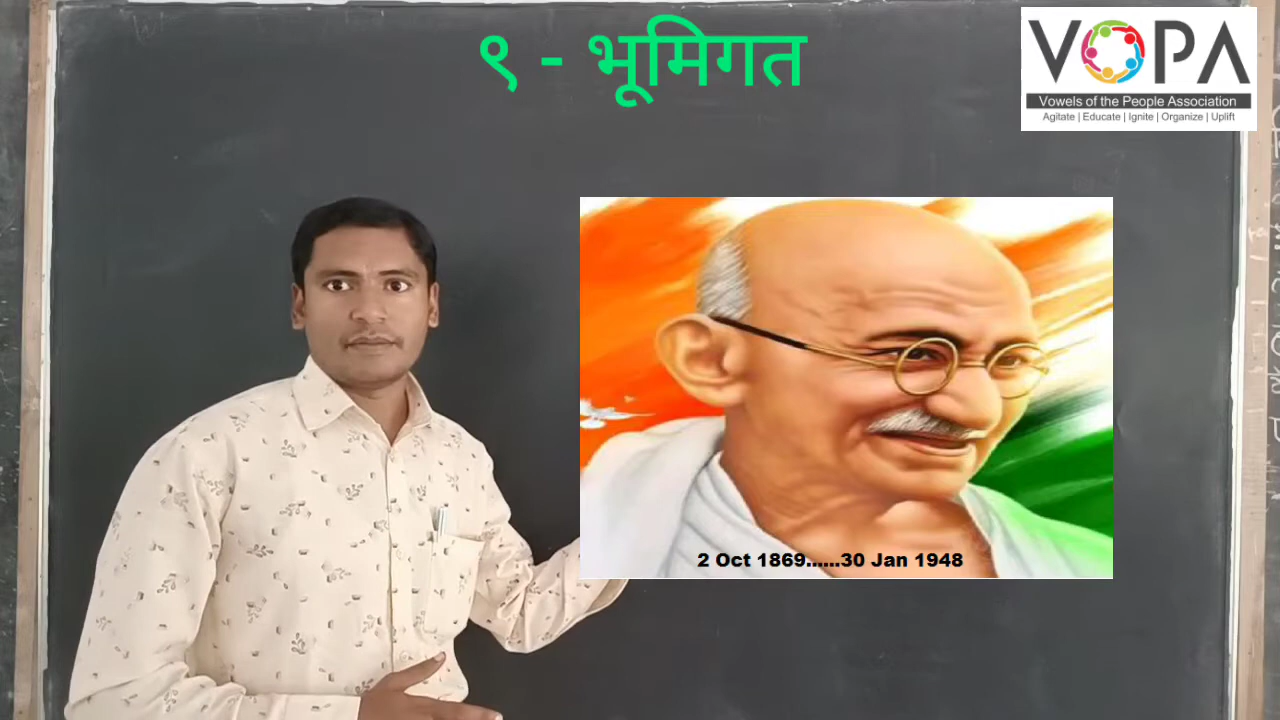 ९ - भूमिगत
VOPA
Vowels of the People Association
Agitate | Educate | Ignite | Organize | Uplift
2 Oct 1869......30 Jan 1948